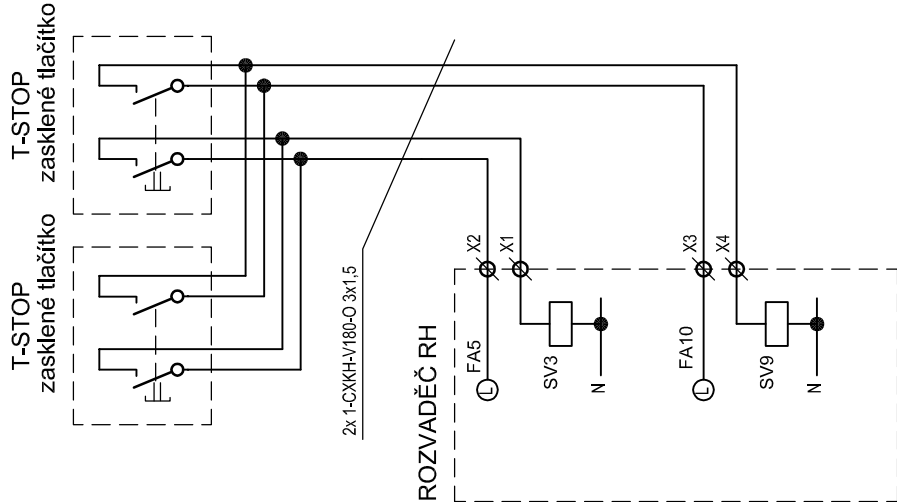 T-STOP
zasklené tlačítko
T-STOP
zasklené tlačítko
2x 1-CXKH-V180-O 3x1,5
ROZVADĚČ RH
X2
X1
X3
X4
FA5
L
SV3
N
FA10
L
SV9
N